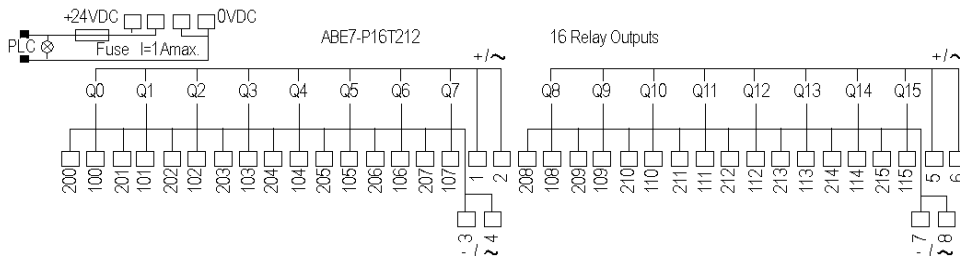 +24VDC 0VDC
ABE7-P16T212 16 Relay Outputs
PLC Fuse I=1Amax.
+/~ +/~
Q0 Q1 Q2 Q3 Q4 Q5 Q6 Q7 Q8 Q9 Q10 Q11 Q12 Q13 Q14 Q15
200 100 201 101 202 102 203 103 204 104 205 105 206 106 207 107 1 2 208 108 209 109 210 110 211 111 212 112 213 113 214 114 215 115 5 6
3 4 7 8
- /~ - /~